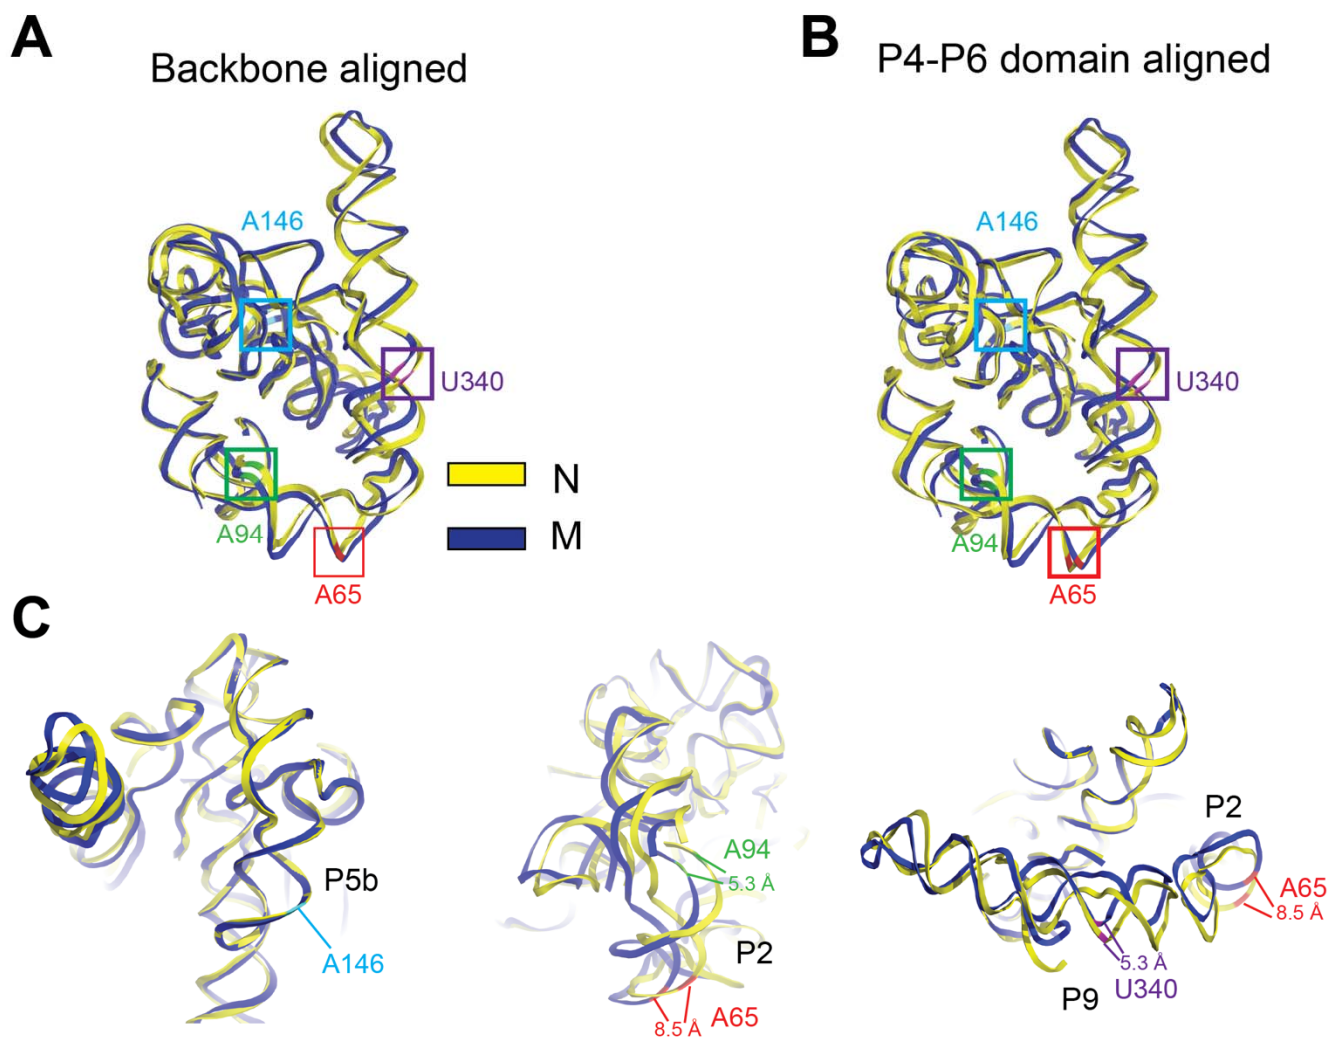 A
Backbone aligned
A146
U340
N
M
A94
A65
B
P4-P6 domain aligned
A146
U340
A94
A65
C
P5b
A146
A94
5.3 Å
P2
8.5 Å A65
P2
A65
8.5 Å
5.3 Å
U340
P9